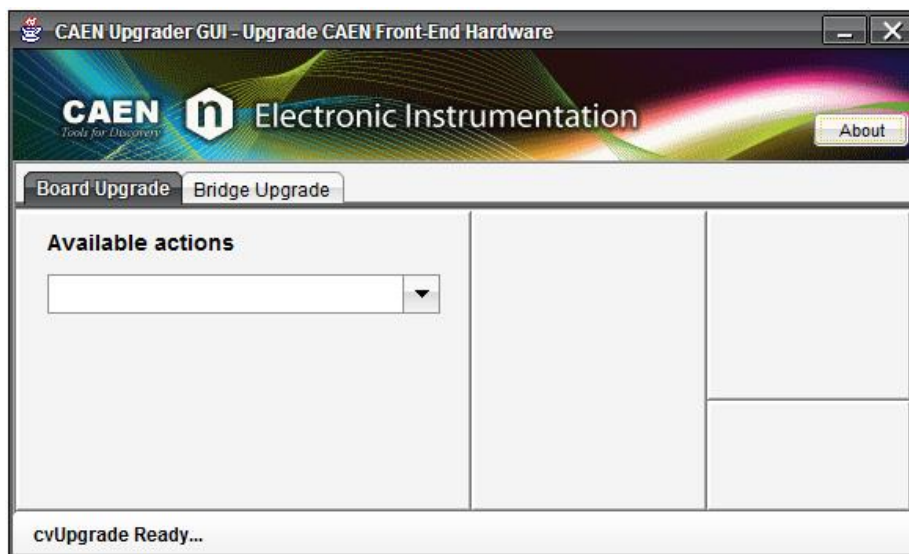 CAEN Upgrader GUI - Upgrade CAEN Front-End Hardware
CAEN
Tools for Discovery
n Electronic Instrumentation
About
Board Upgrade Bridge Upgrade
Available actions
cvUpgrade Ready...